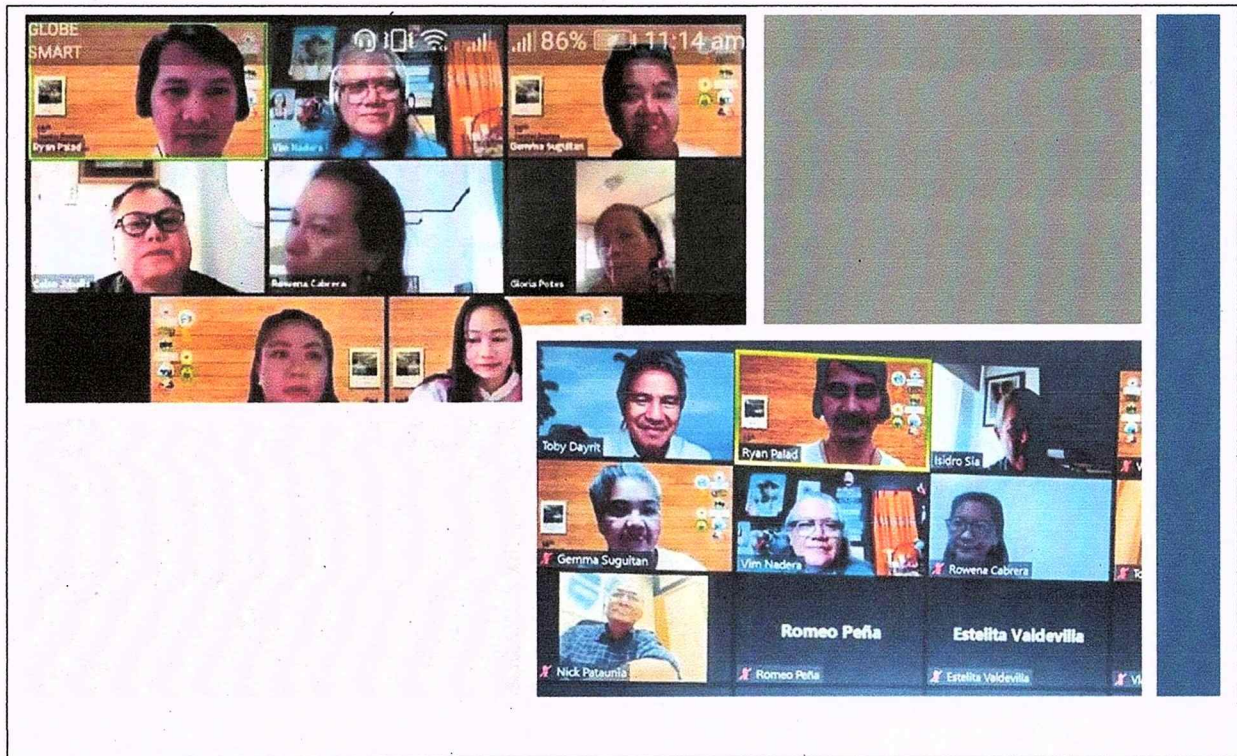 GLOBE
SMART
86% 11:14 am
Ryan Palad
Vim Nadera
Gemma Suguitan
Rowena Cabrera
Gloria Potes
Toby Dayrit
Ryan Palad
Isidro Sia
Gemma Suguitan
Vim Nadera
Rowena Cabrera
Nick Pataunia
Romeo Peña
Romeo Peña
Estelita Valdevilla
Estelita Valdevilla